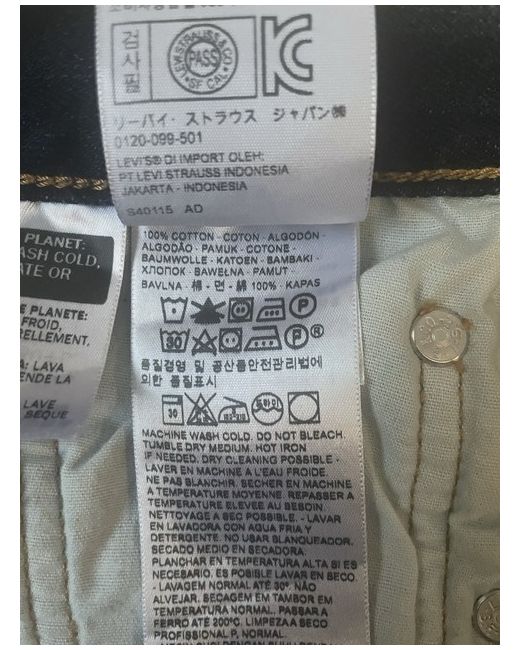 검
사
필
LEVI STRAUSS & CO.
PASS
SF CAL
リーバイ・ストラウス ジャパン㈱
0120-099-501
LEVI'S® DI IMPORT OLEH:
PT LEVI STRAUSS INDONESIA
JAKARTA - INDONESIA
S40115 AD
PLANET:
ASH COLD,
ATE OR
E PLANETE:
FROID,
ELLEMENT,
A: LAVA
ENDE LA
LAVE
SEQUE
100% COTTON - COTON - ALGODÓN -
ALGODÃO - PAMUK - COTONE -
BAUMWOLLE - KATOEN - BAMBAKI -
ХЛОПОК - BAWEŁNA - PAMUT -
BAVLNA - 棉 - 면 - 綿 100% - KAPAS
P
30 P®
품질경영 및 공산품안전관리법에
의한 품질표시
30 드라이
MACHINE WASH COLD. DO NOT BLEACH.
TUMBLE DRY MEDIUM. HOT IRON
IF NEEDED. DRY CLEANING POSSIBLE -
LAVER EN MACHINE A L'EAU FROIDE.
NE PAS BLANCHIR. SECHER EN MACHINE
A TEMPERATURE MOYENNE. REPASSER A
TEMPERATURE ELEVEE AU BESOIN
NETTOYAGE A SEC POSSIBLE. - LAVAR
EN LAVADORA CON AGUA FRIA Y
DETERGENTE. NO USAR BLANQUEADOR.
SECADO MEDIO EN SECADORA.
PLANCHAR EN TEMPERATURA ALTA SI ES
NECESARIO. ES POSIBLE LAVAR EN SECO.
- LAVAGEM NORMAL ATÉ 30°. NÃO
ALVEJAR. SECAGEM EM TAMBOR EM
TEMPERATURA NORMAL. PASSAR A
FERRO ATÉ 200°C. LIMPEZA A SECO
PROFISSIONAL P, NORMAL.